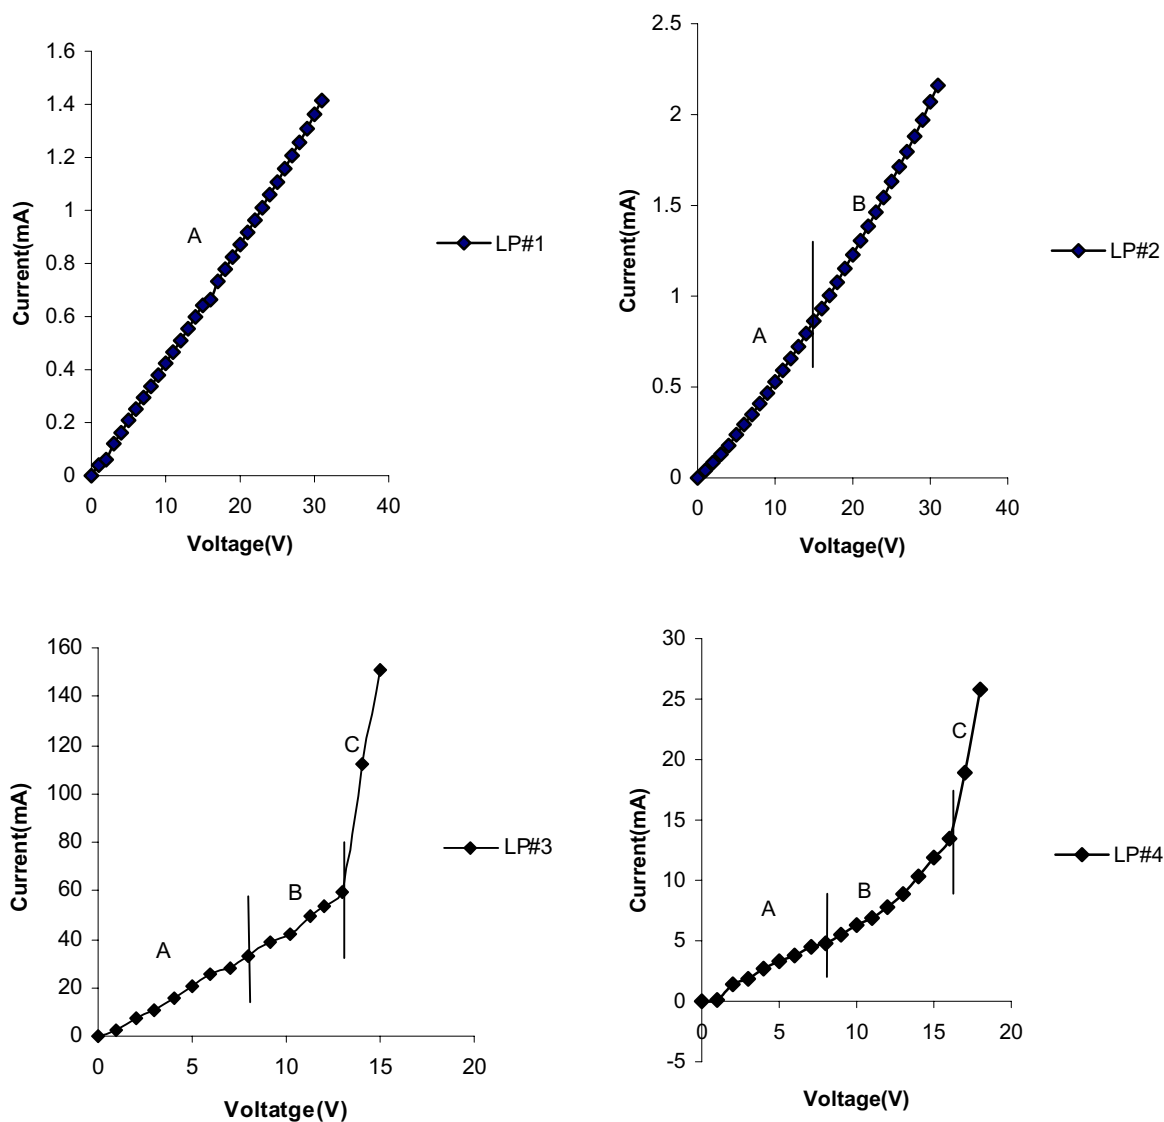 1.6
1.4
1.2
1
0.8
0.6
0.4
0.2
0
0 10 20 30 40
Current(mA)
Voltage(V)
A
LP#1
2.5
2
1.5
1
0.5
0
0 10 20 30 40
Current(mA)
Voltage(V)
B
A
LP#2
160
140
120
100
80
60
40
20
0
0 5 10 15 20
Current(mA)
Voltatge(V)
C
B
A
LP#3
30
25
20
15
10
5
0
-5
0 5 10 15 20
Current(mA)
Voltage(V)
C
B
A
LP#4